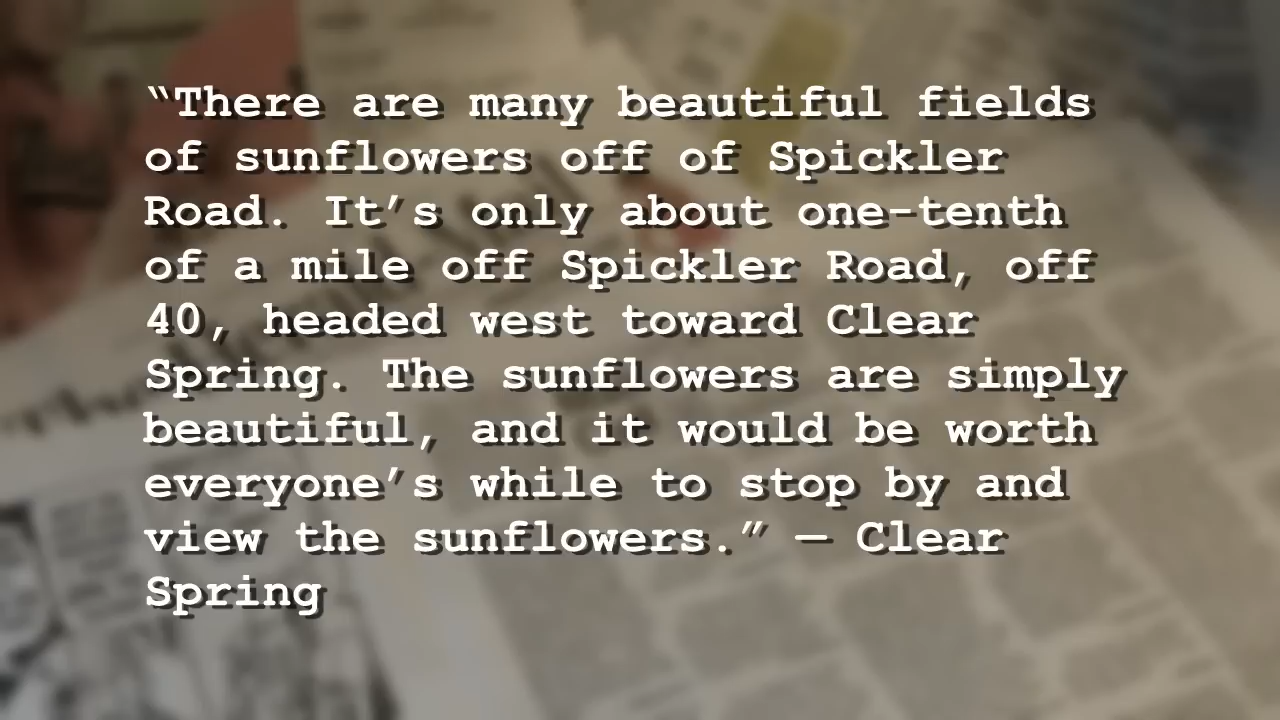 “There are many beautiful fields
of sunflowers off of Spickler
Road. It’s only about one-tenth
of a mile off Spickler Road, off
40, headed west toward Clear
Spring. The sunflowers are simply
beautiful, and it would be worth
everyone’s while to stop by and
view the sunflowers.” — Clear
Spring